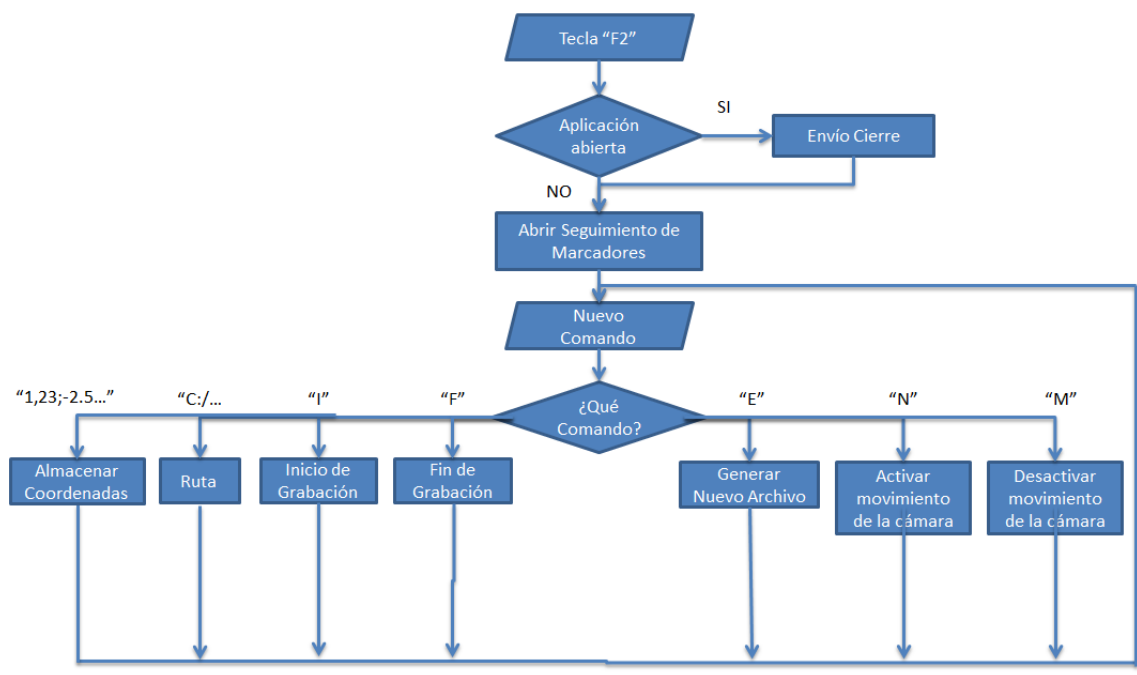 Tecla “F2”
SI
Aplicación
abierta
Envío Cierre
NO
Abrir Seguimiento de
Marcadores
Nuevo
Comando
“1,23;-2.5…”
“C:/…
“I”
“F”
¿Qué
Comando?
“E”
“N”
“M”
Almacenar
Coordenadas
Ruta
Inicio de
Grabación
Fin de
Grabación
Generar
Nuevo Archivo
Activar
movimiento
de la cámara
Desactivar
movimiento
de la cámara